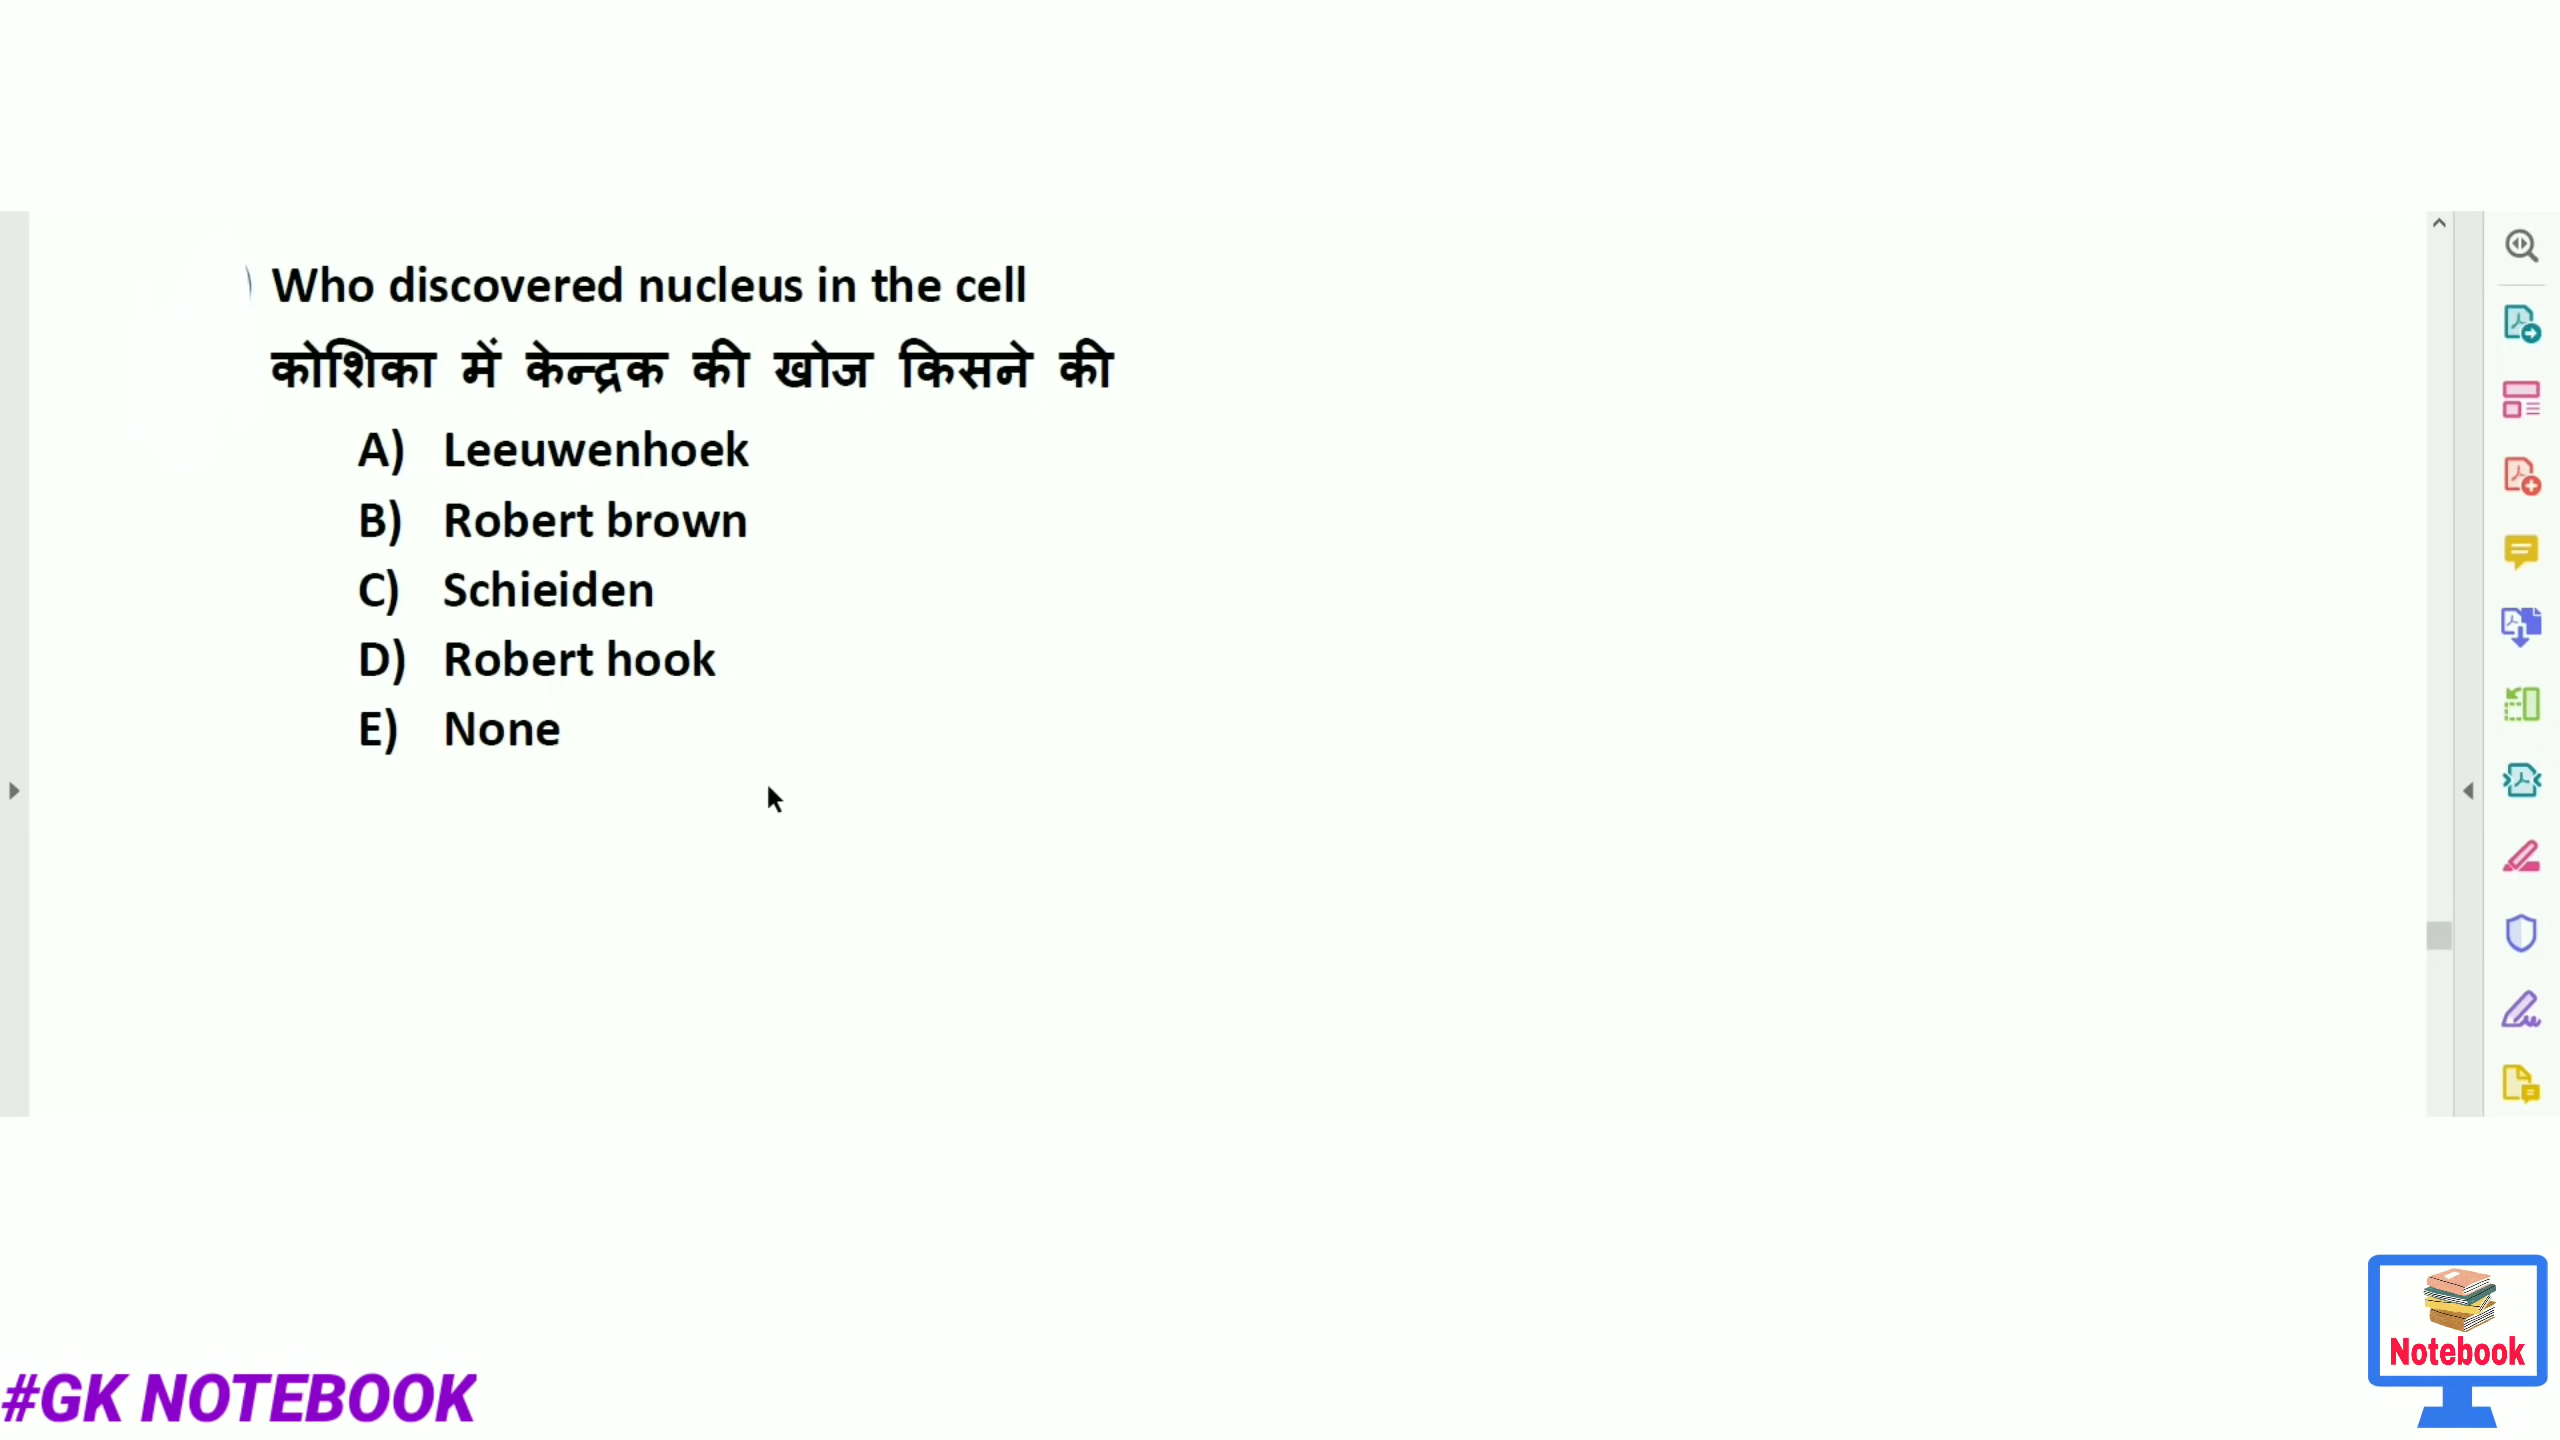 ) Who discovered nucleus in the cell
कोशिका में केन्द्रक की खोज किसने की
A) Leeuwenhoek
B) Robert brown
C) Schieiden
D) Robert hook
E) None
Notebook
#GK NOTEBOOK